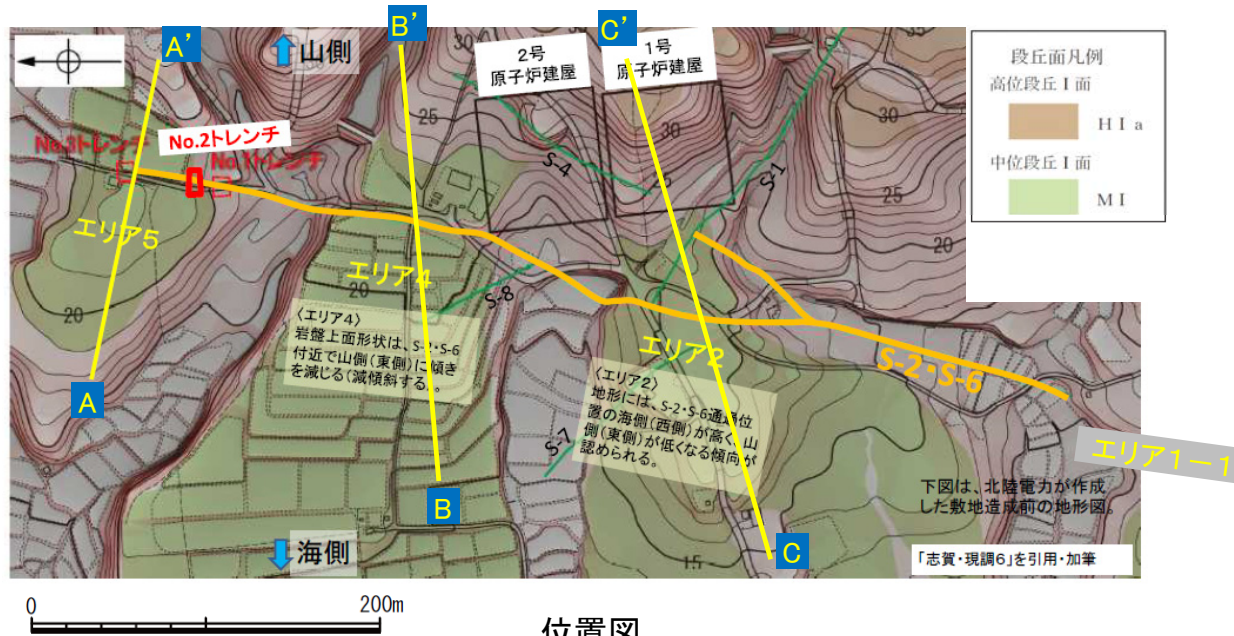 A’
B’
C’
山側
2号
原子炉建屋
1号
原子炉建屋
段丘面凡例
高位段丘Ⅰ面
HⅠa
中位段丘Ⅰ面
MⅠ
30
30
25
30
25
20
No.3トレンチ
No.2トレンチ
No.1トレンチ
S-4
S-1
エリア5
エリア4
20
20
S-8
〈エリア4〉
岩盤上面形状は、S-2・S-6
付近で山側(東側)に傾き
を減じる(減傾斜する)。
エリア2
〈エリア2〉
地形には、S-2・S-6通過位
置の海側(西側)が高く、山
側(東側)が低くなる傾向が
認められる。
S-2・S-6
S-7
A
B
C
エリア1-1
下図は、北陸電力が作成
した敷地造成前の地形図。
海側
15
「志賀・現調6」を引用・加筆
0
200m
位置図